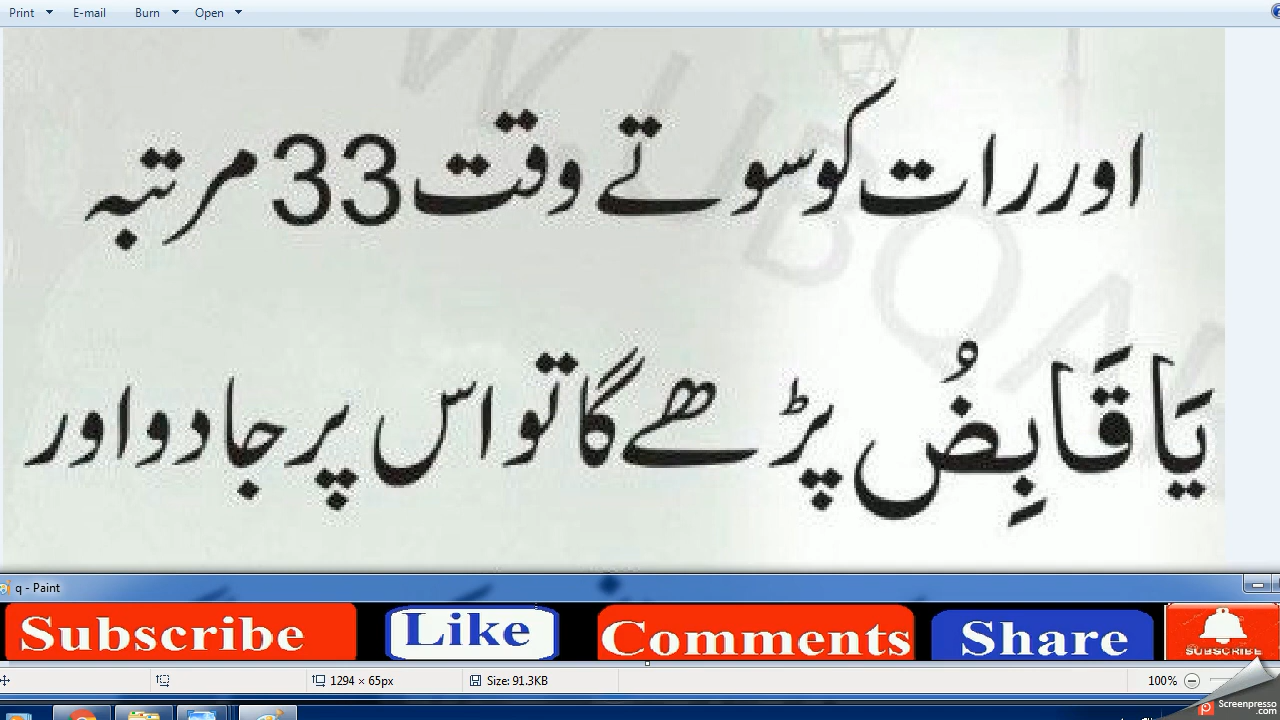 Print E-mail Burn Open
اور رات کو سوتے وقت 33 مرتبہ
یَا قَابِضُ پڑھے گا تو اس پر جادو اور
q - Paint
Subscribe Like Comments Share SUBSCRIBE
1294 × 65px Size: 91.3KB 100%
Screenpresso
.com